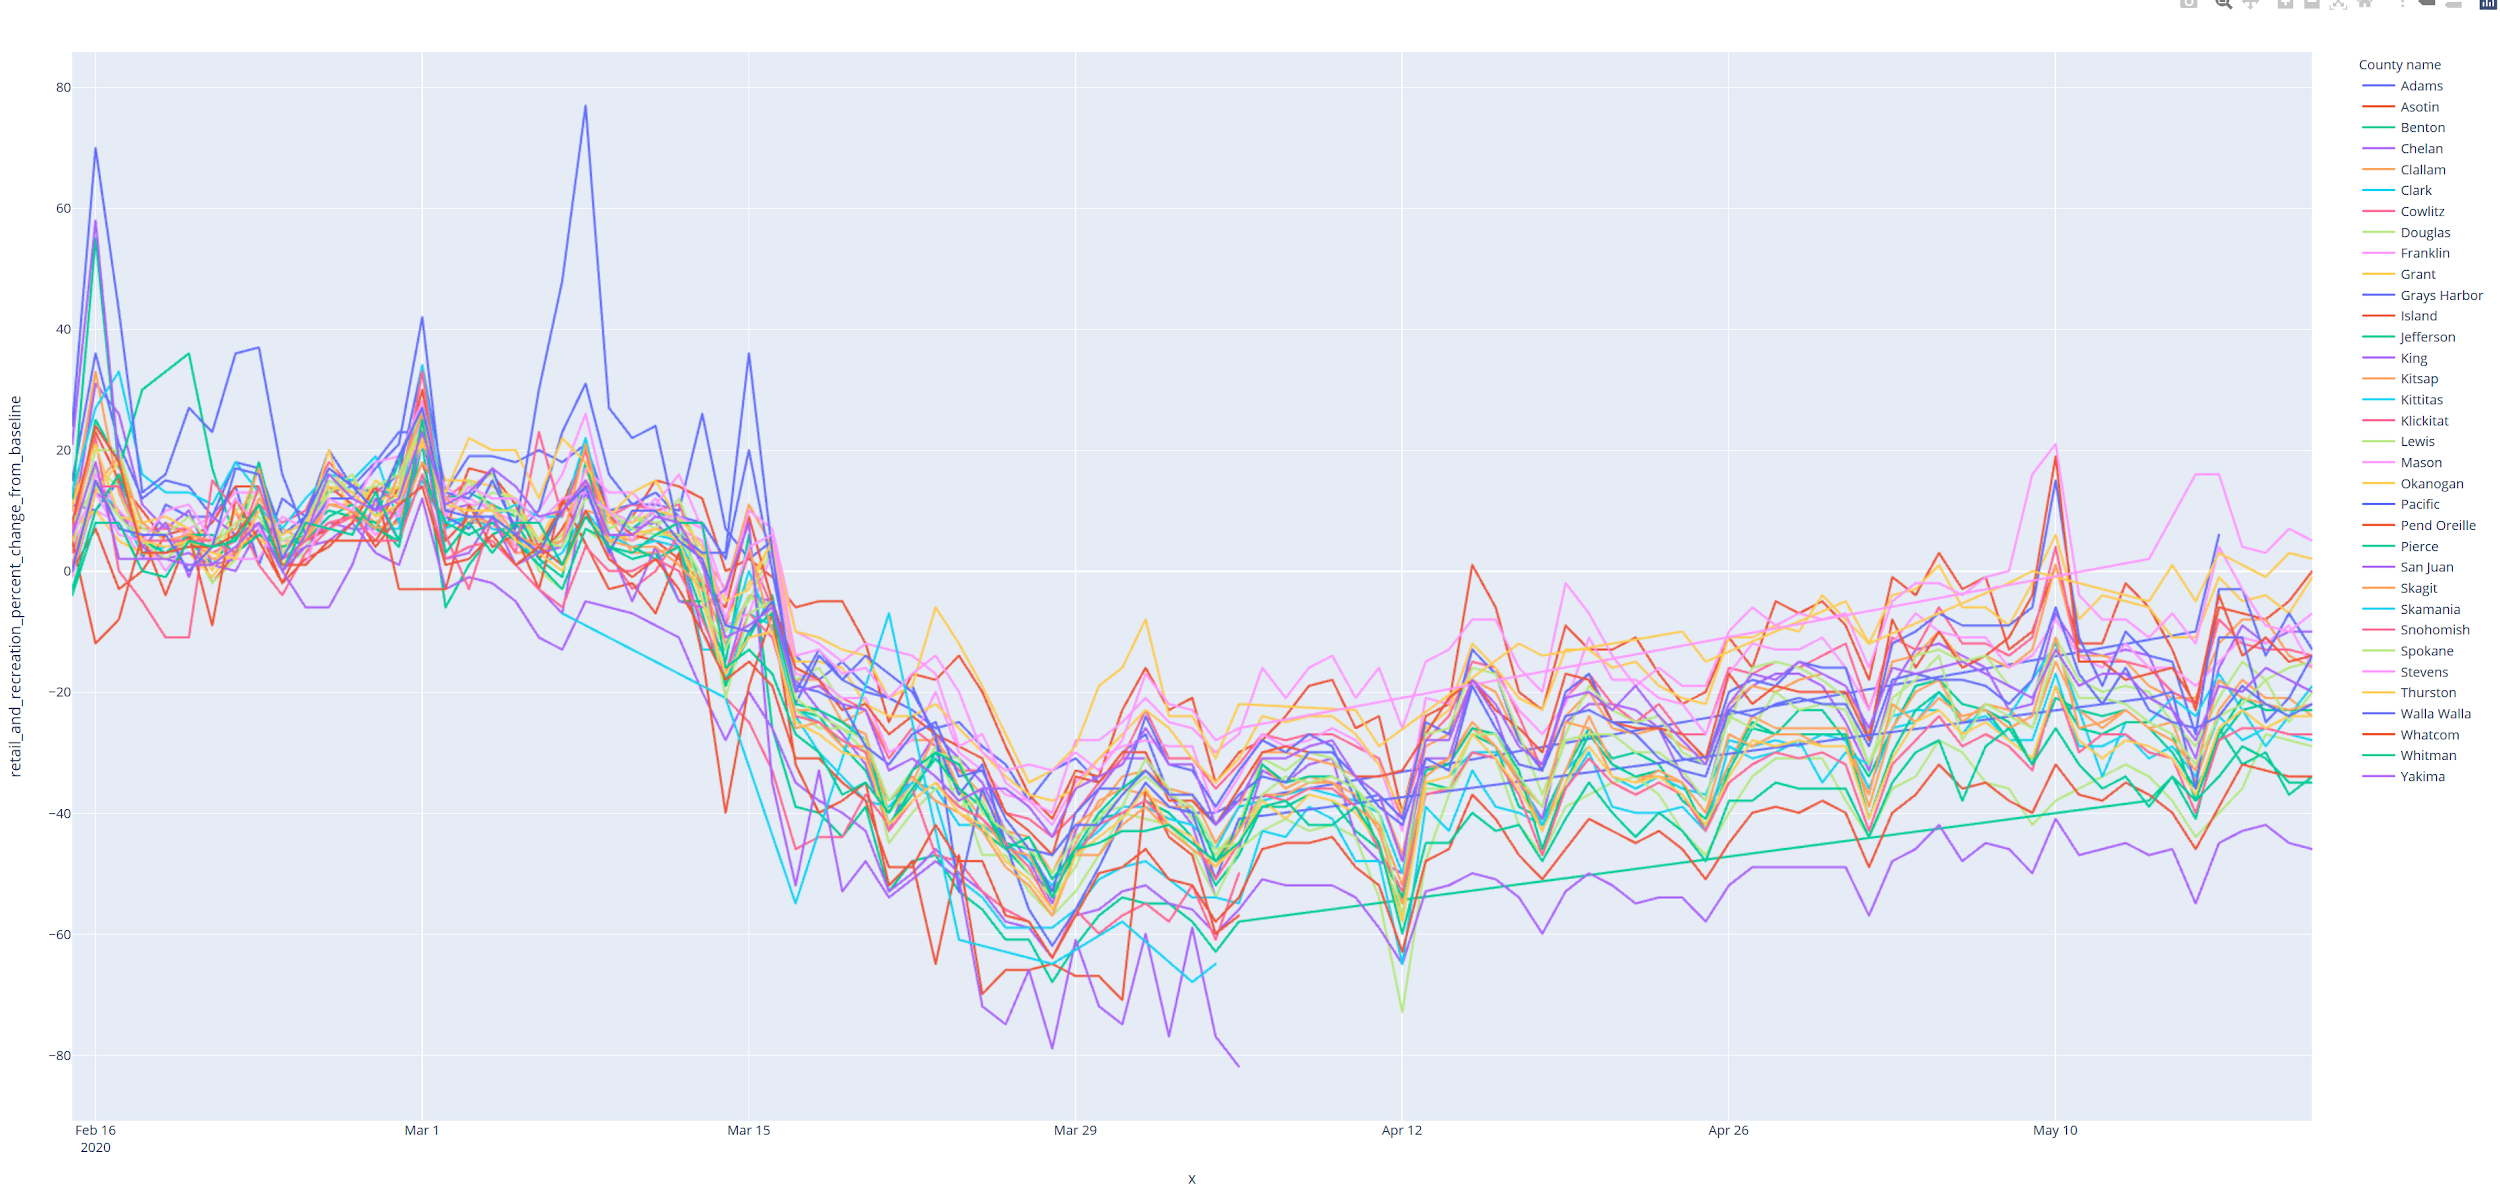 80
60
40
20
0
−20
−40
−60
−80
retail_and_recreation_percent_change_from_baseline
Feb 16
2020
Mar 1
Mar 15
Mar 29
Apr 12
Apr 26
May 10
x
County name
Adams
Asotin
Benton
Chelan
Clallam
Clark
Cowlitz
Douglas
Franklin
Grant
Grays Harbor
Island
Jefferson
King
Kitsap
Kittitas
Klickitat
Lewis
Mason
Okanogan
Pacific
Pend Oreille
Pierce
San Juan
Skagit
Skamania
Snohomish
Spokane
Stevens
Thurston
Walla Walla
Whatcom
Whitman
Yakima